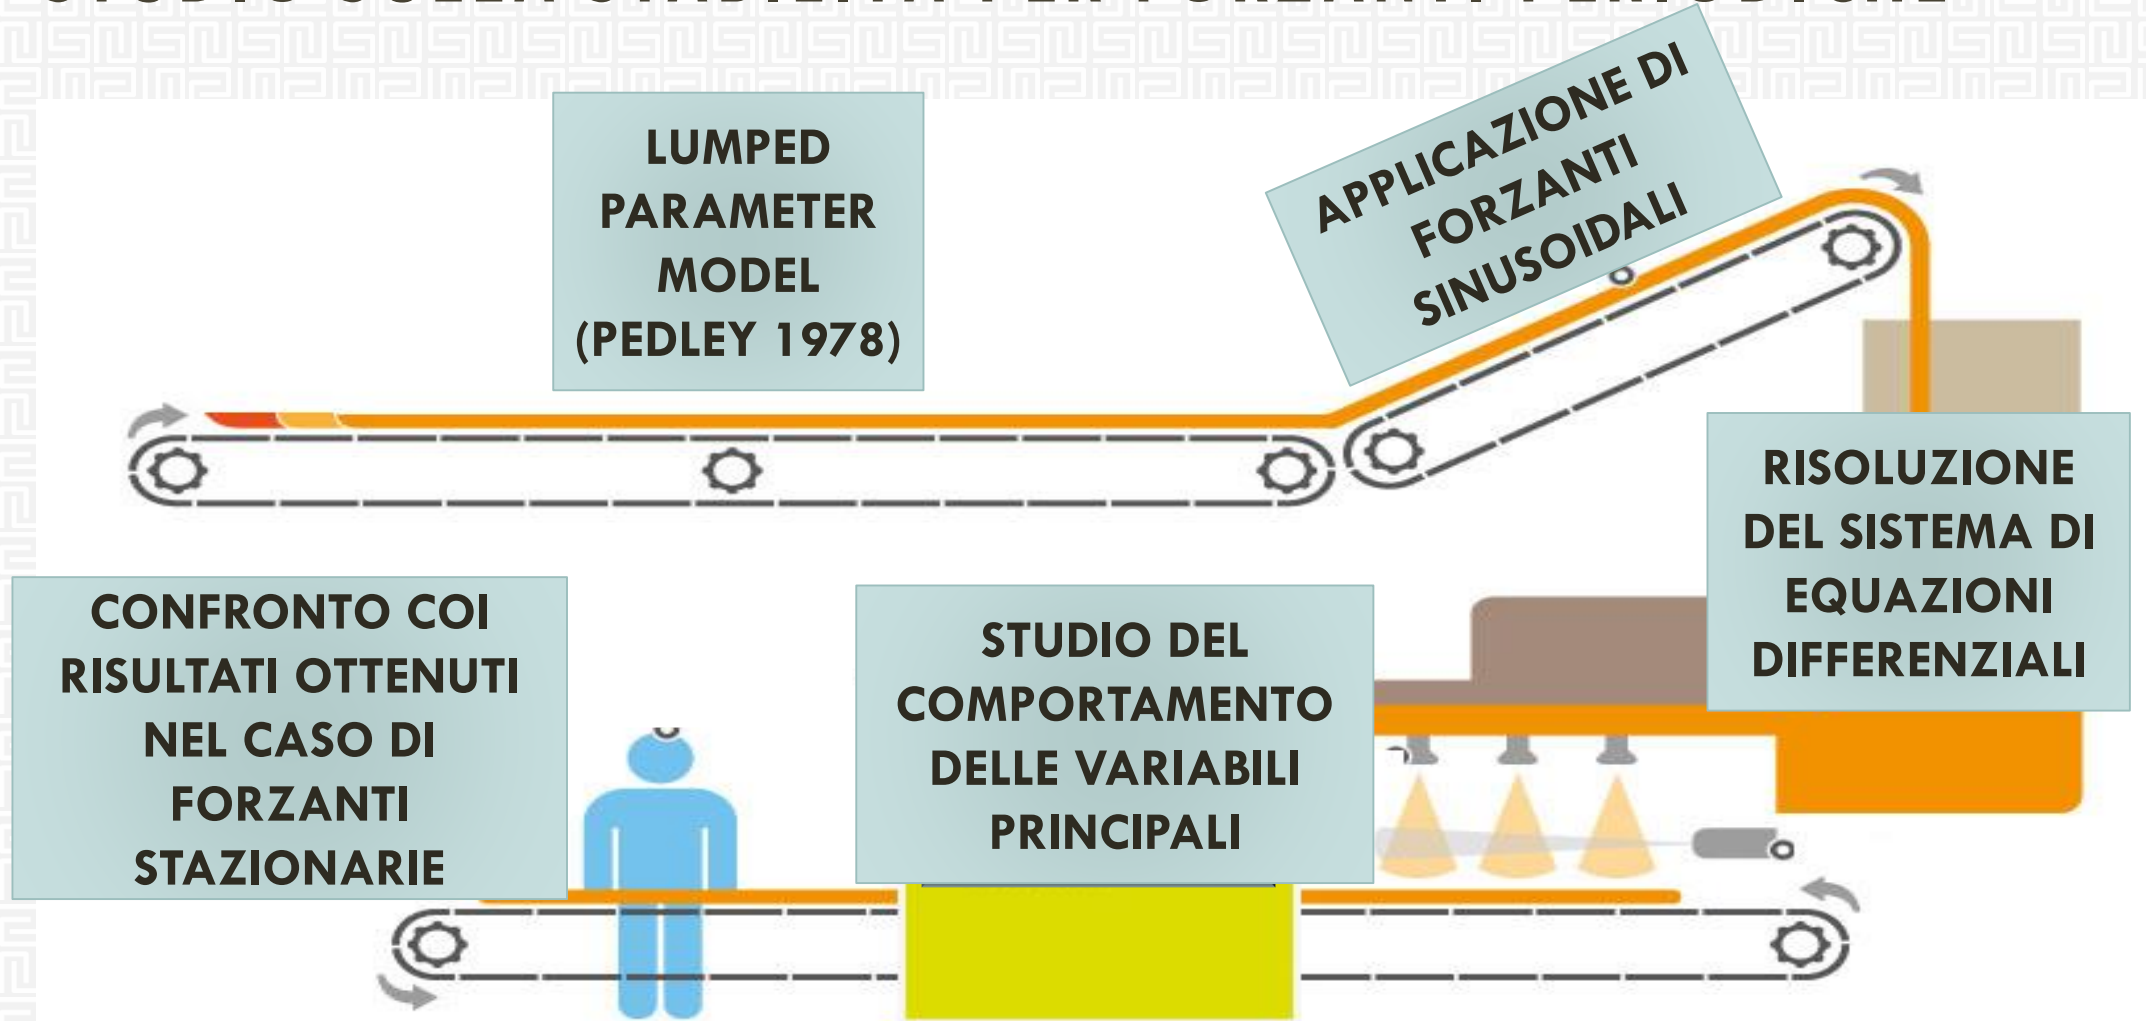 LUMPED
PARAMETER
MODEL
(PEDLEY 1978)
APPLICAZIONE DI
FORZANTI
SINUSOIDALI
RISOLUZIONE
DEL SISTEMA DI
EQUAZIONI
DIFFERENZIALI
STUDIO DEL
COMPORTAMENTO
DELLE VARIABILI
PRINCIPALI
CONFRONTO COI
RISULTATI OTTENUTI
NEL CASO DI
FORZANTI
STAZIONARIE